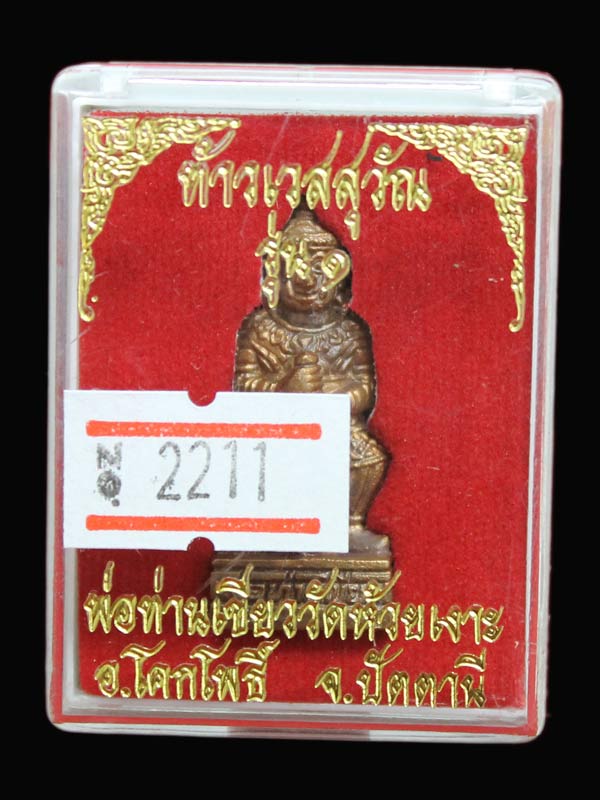 ท้าวเวสสุวัณ
รุ่น ๑
№ 2211
พ่อท่านเขียววัดห้วยเงาะ
อ.โคกโพธิ์ จ.ปัตตานี